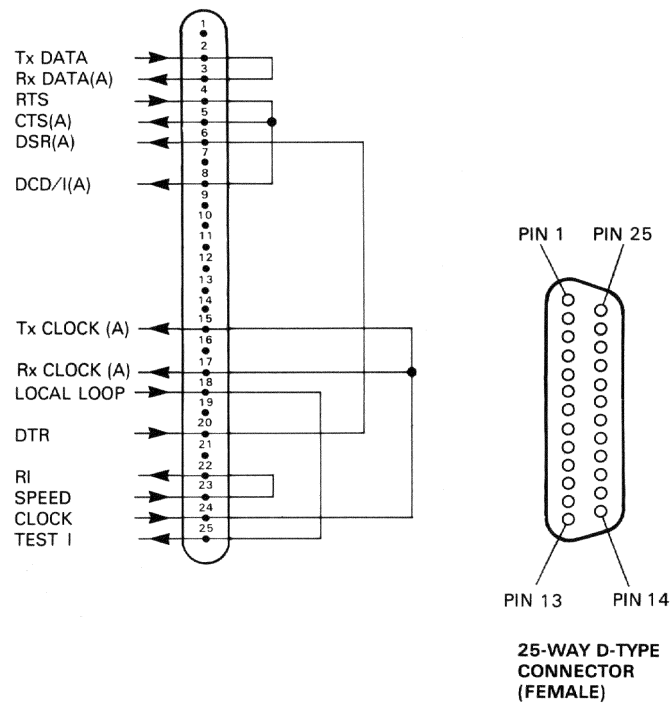 1
2
Tx DATA
3
Rx DATA(A)
4
RTS
5
CTS(A)
6
DSR(A)
7
8
DCD/I(A)
9
10
11
12
13
14
15
Tx CLOCK (A)
16
17
Rx CLOCK (A)
18
LOCAL LOOP
19
20
DTR
21
22
RI
23
SPEED
24
CLOCK
25
TEST I
PIN 1 PIN 25
PIN 13 PIN 14
25-WAY D-TYPE
CONNECTOR
(FEMALE)